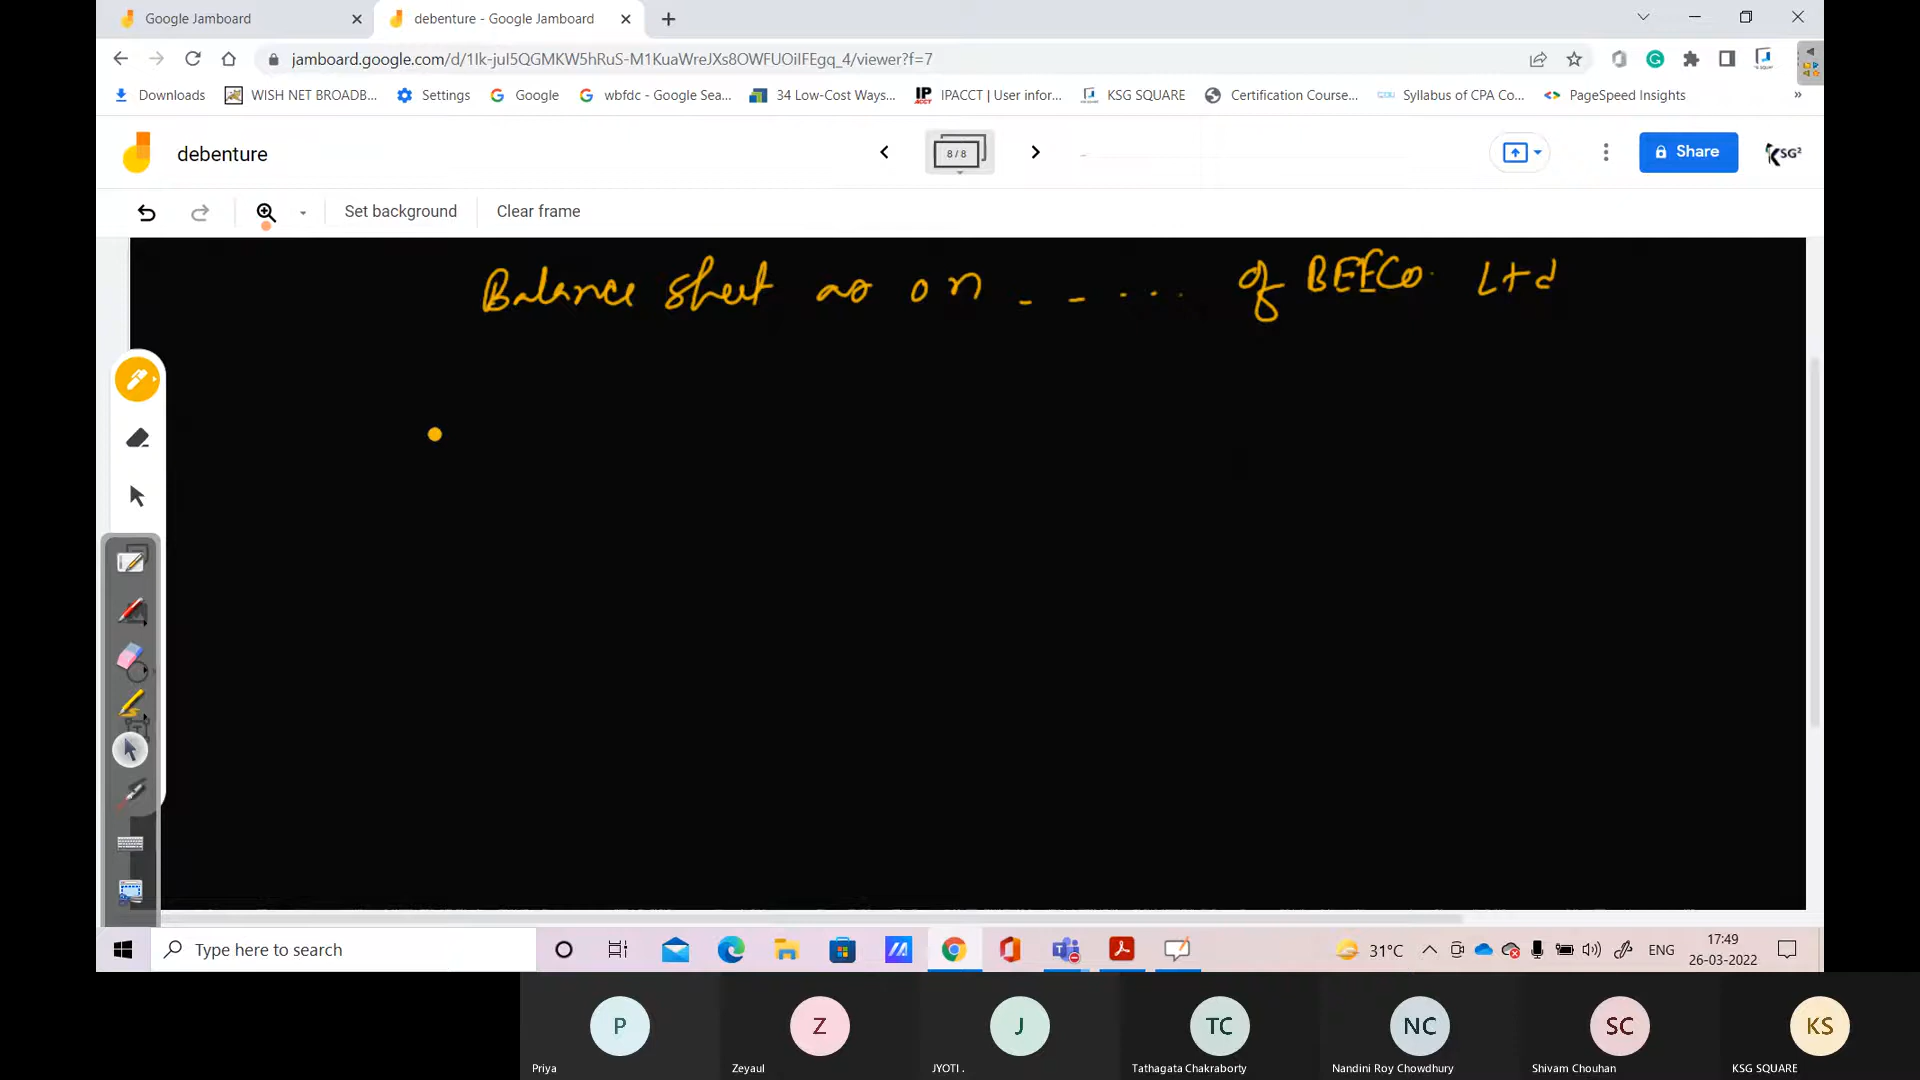 Google Jamboard
debenture - Google Jamboard
jamboard.google.com/d/1Ik-juI5QGMKW5hRuS-M1KuaWreJXs8OWFUOiIFEgq_4/viewer?f=7
Downloads WISH NET BROADB... Settings Google wbfdc - Google Sea... 34 Low-Cost Ways... IPACCT | User infor... KSG SQUARE Certification Course... Syllabus of CPA Co... PageSpeed Insights
debenture
8 / 8
Share
KSG²
Set background Clear frame
Balance Sheet as on - - ... of BEECo. Ltd
Type here to search
31°C
ENG
17:49
26-03-2022
P Z J TC NC SC KS
Priya Zeyaul JYOTI . Tathagata Chakraborty Nandini Roy Chowdhury Shivam Chouhan KSG SQUARE